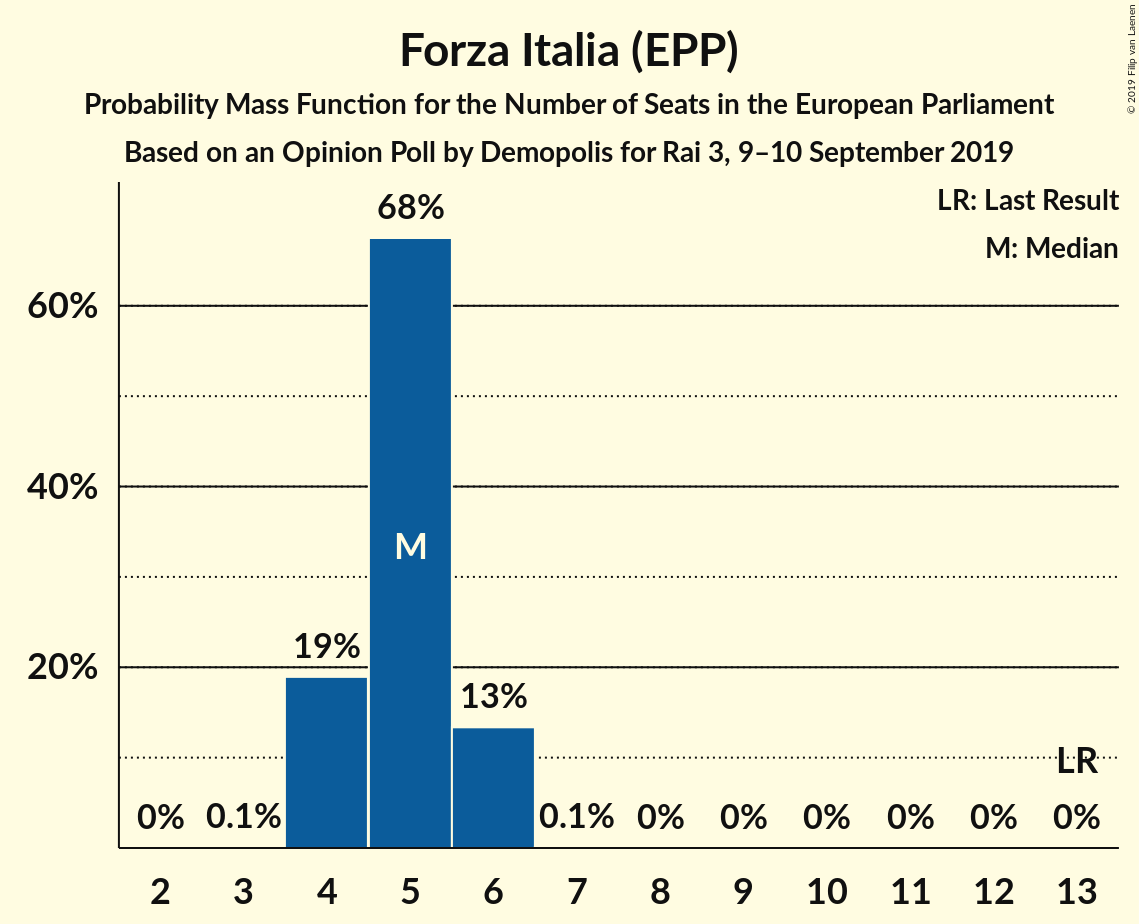 Forza Italia (EPP)
Probability Mass Function for the Number of Seats in the European Parliament
Based on an Opinion Poll by Demopolis for Rai 3, 9–10 September 2019
© 2019 Filip van Laenen
LR: Last Result
M: Median
68%
60%
40%
M
19%
20%
13%
LR
0% 0.1% 0.1% 0% 0% 0% 0% 0% 0%
2 3 4 5 6 7 8 9 10 11 12 13